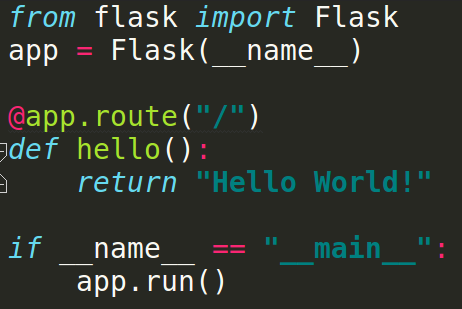 from flask import Flask
app = Flask(__name__)

@app.route("/")
def hello():
    return "Hello World!"

if __name__ == "__main__":
    app.run()